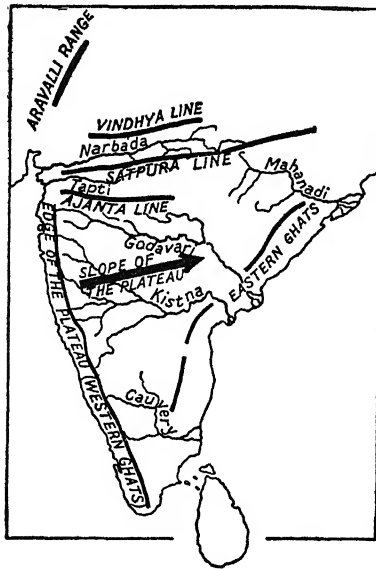 ARAVALLI RANGE
VINDHYA LINE
Narbada
SATPURA LINE
Mahanadi
Tapti
AJANTA LINE
Godavari
SLOPE OF
THE PLATEAU
EASTERN GHATS
Kistna
EDGE OF THE PLATEAU (WESTERN GHATS)
Cauvery